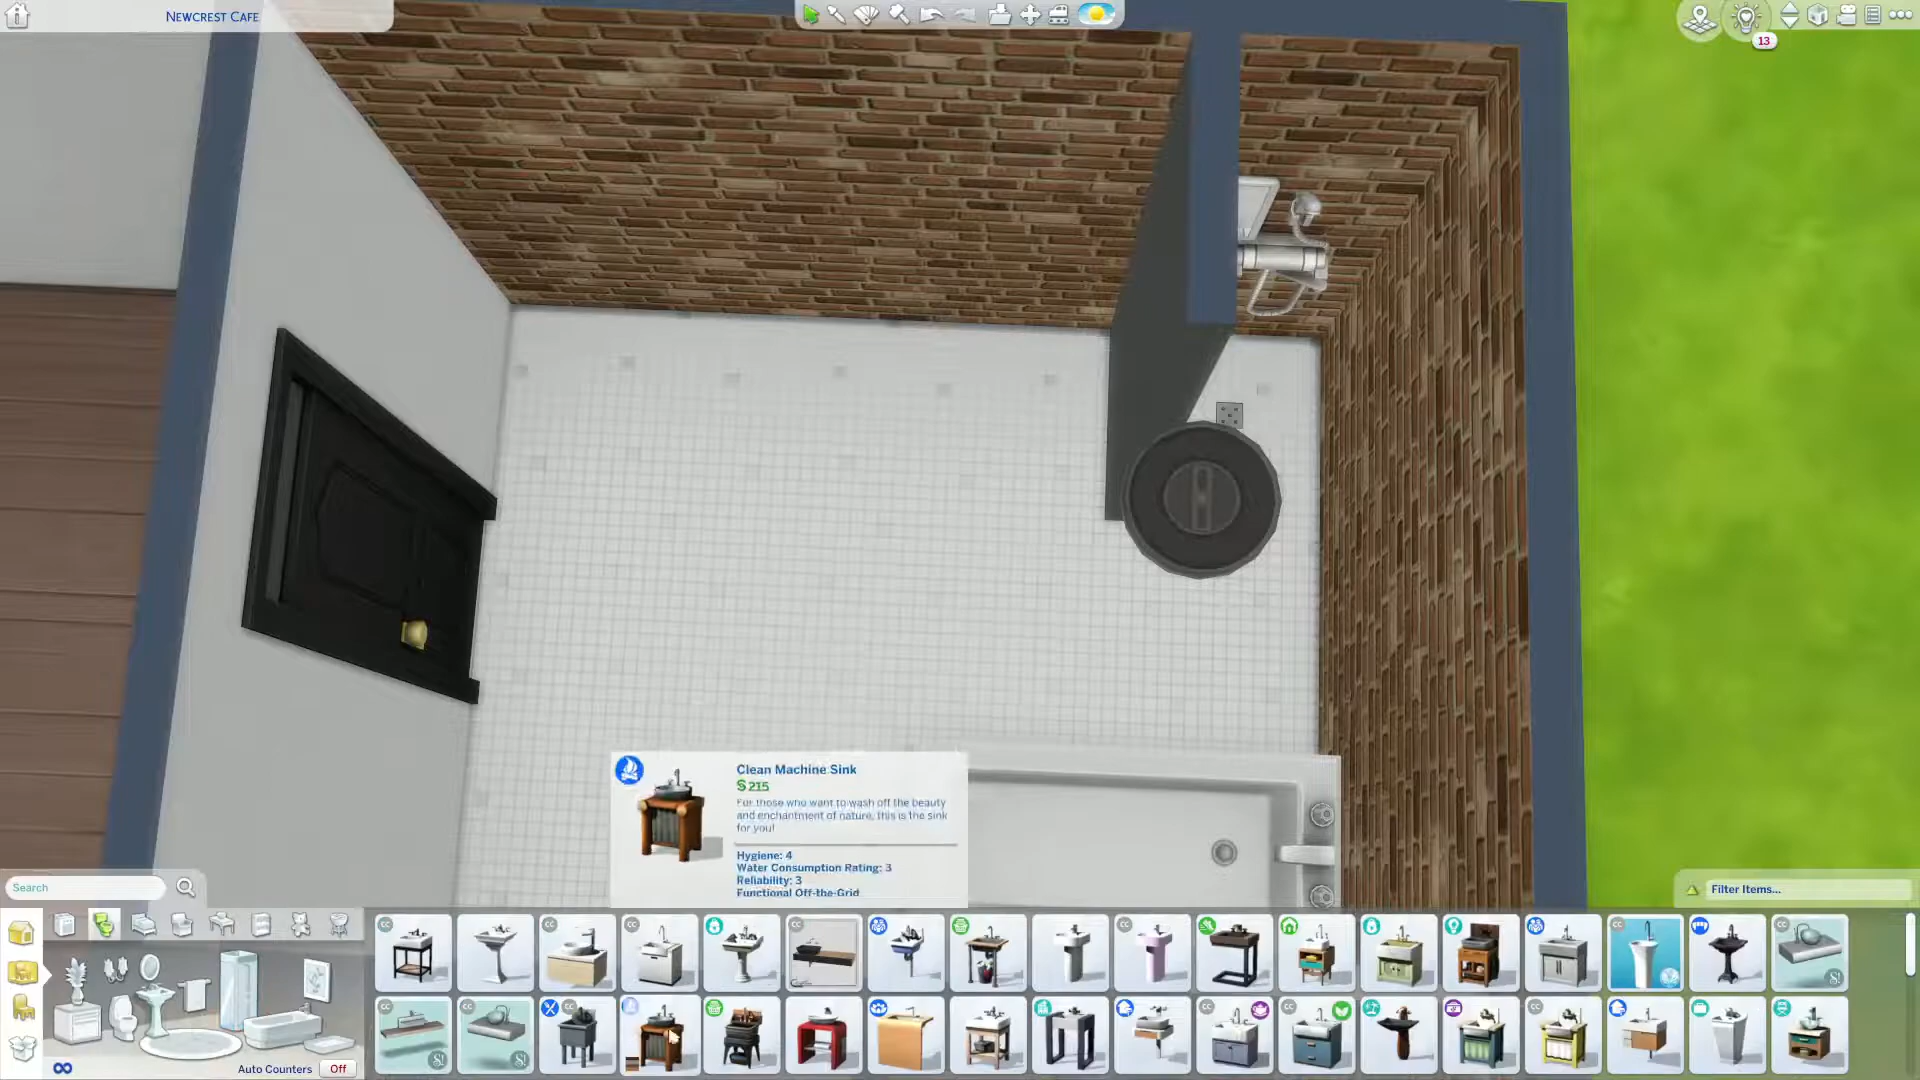 Newcrest Cafe
13
Clean Machine Sink
§215
For those who want to wash off the beauty
and enchantment of nature, this is the sink
for you!
Hygiene: 4
Water Consumption Rating: 3
Reliability: 3
Functional Off-the-Grid
Search
Filter Items...
Auto Counters
Off